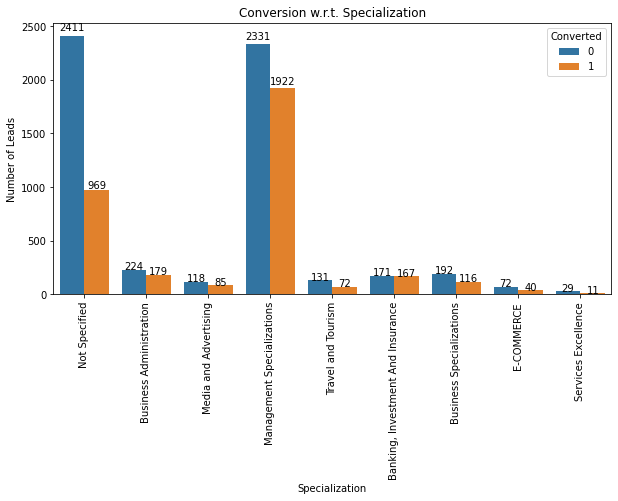 Conversion w.r.t. Specialization
Converted
0
1
Number of Leads
2500
2000
1500
1000
500
0
2411
969
224
179
118
85
2331
1922
131
72
171
167
192
116
72
40
29
11
Not Specified
Business Administration
Media and Advertising
Management Specializations
Travel and Tourism
Banking, Investment And Insurance
Business Specializations
E-COMMERCE
Services Excellence
Specialization